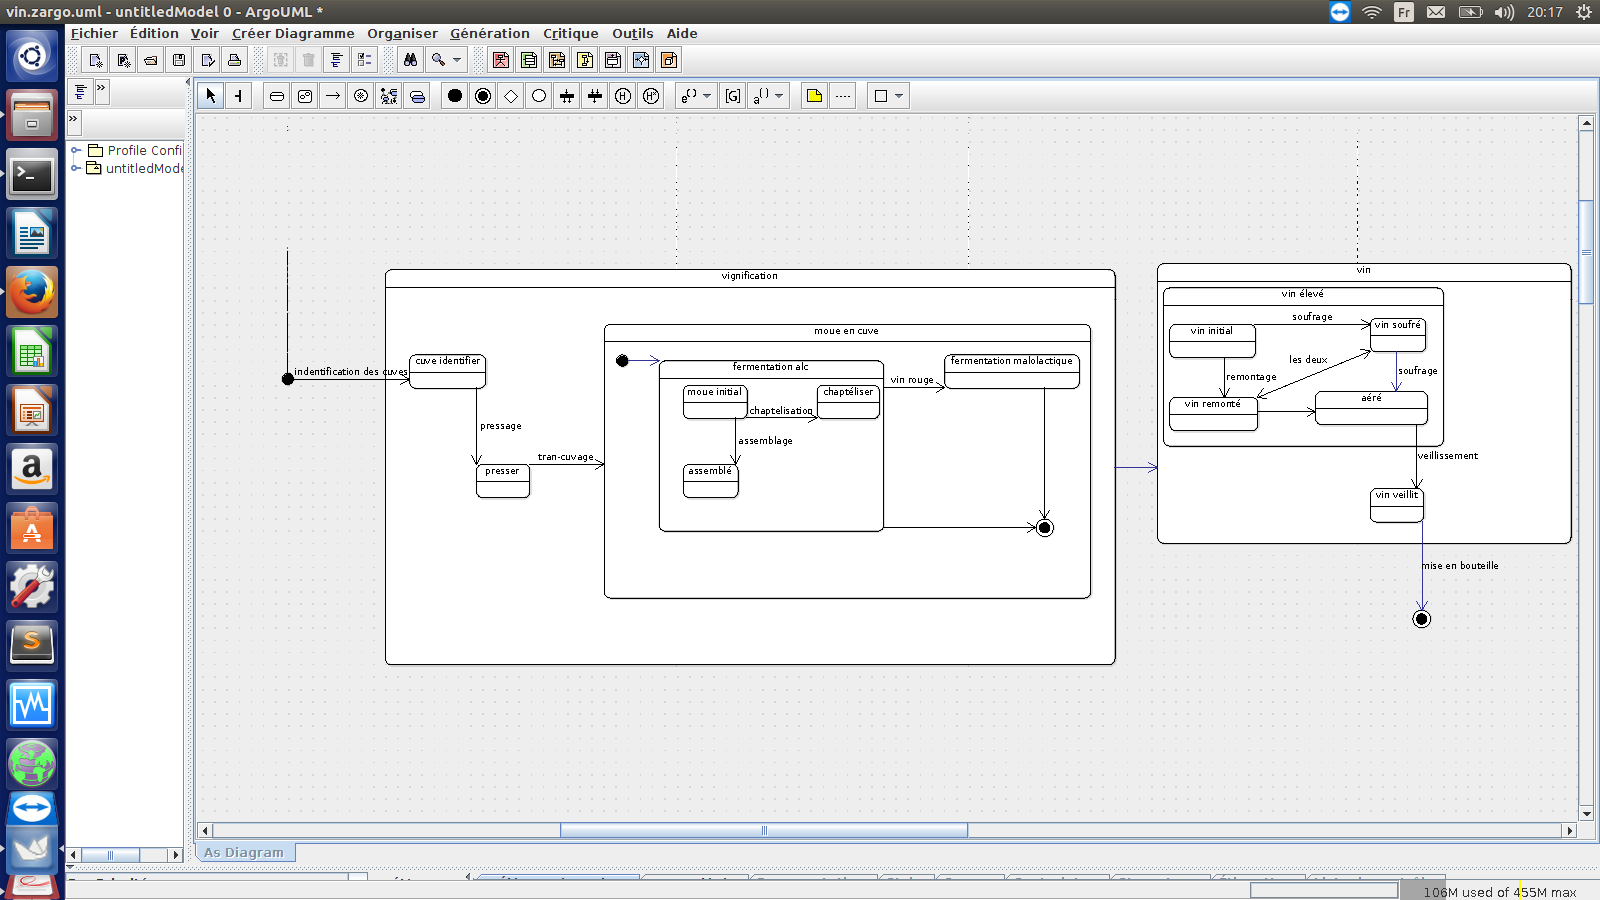 vin.zargo.uml - untitledModel 0 - ArgoUML *
Fr
20:17
Fichier Édition Voir Créer Diagramme Organiser Génération Critique Outils Aide
Profile Confi
untitledMode
vignification
vin
vin élevé
moue en cuve
soufrage
vin initial
vin soufré
cuve identifier
fermentation alc
fermentation malolactique
les deux
indentification des cuves
vin rouge
remontage
soufrage
moue initial
chaptéliser
aéré
chaptelisation
vin remonté
pressage
assemblage
tran-cuvage
veillissement
presser
assemblé
vin veillit
mise en bouteille
As Diagram
106M used of 455M max